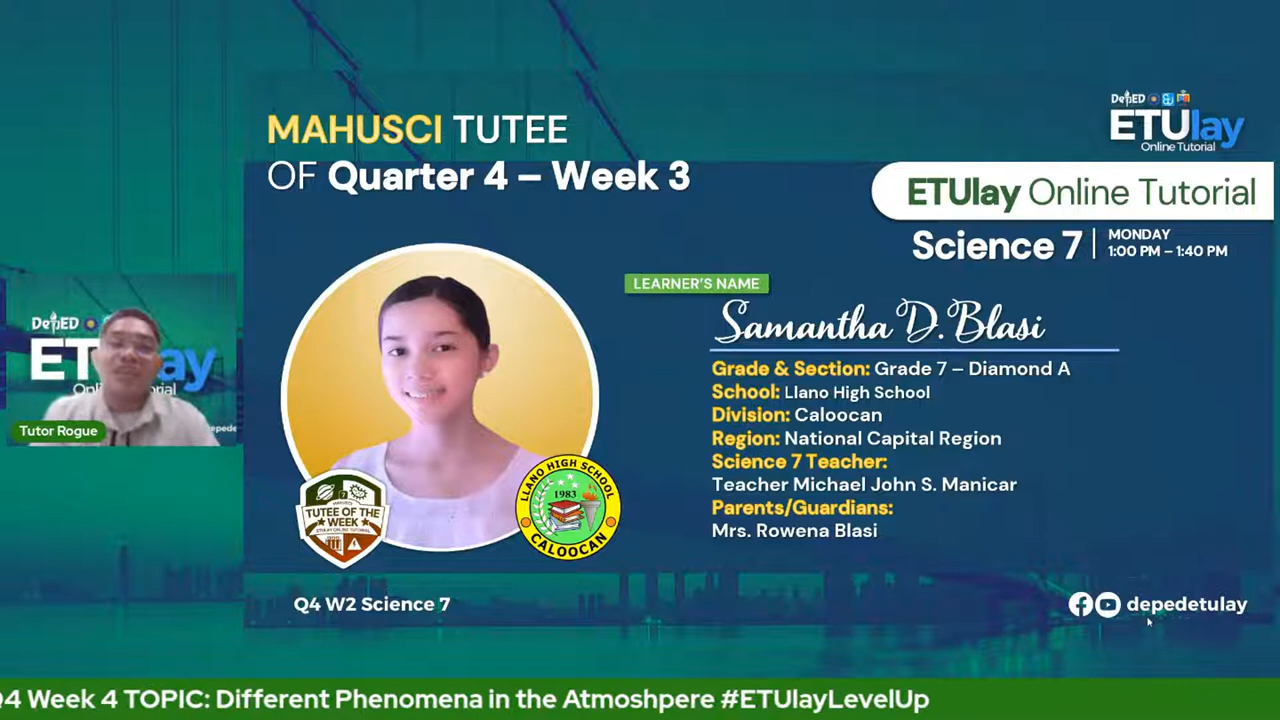 MAHUSCI TUTEE
OF Quarter 4 – Week 3
DepED
ETUlay
Online Tutorial
ETUlay Online Tutorial
Science 7
MONDAY
1:00 PM – 1:40 PM
LEARNER'S NAME
Samantha D. Blasi
Grade & Section: Grade 7 – Diamond A
School: Llano High School
Division: Caloocan
Region: National Capital Region
Science 7 Teacher:
Teacher Michael John S. Manicar
Parents/Guardians:
Mrs. Rowena Blasi
DepED
Tutor Rogue
TUTEE OF THE
WEEK
LLANO HIGH SCHOOL
1983
CALOOCAN
Q4 W2 Science 7
depedetulay
Q4 Week 4 TOPIC: Different Phenomena in the Atmoshpere #ETUlayLevelUp